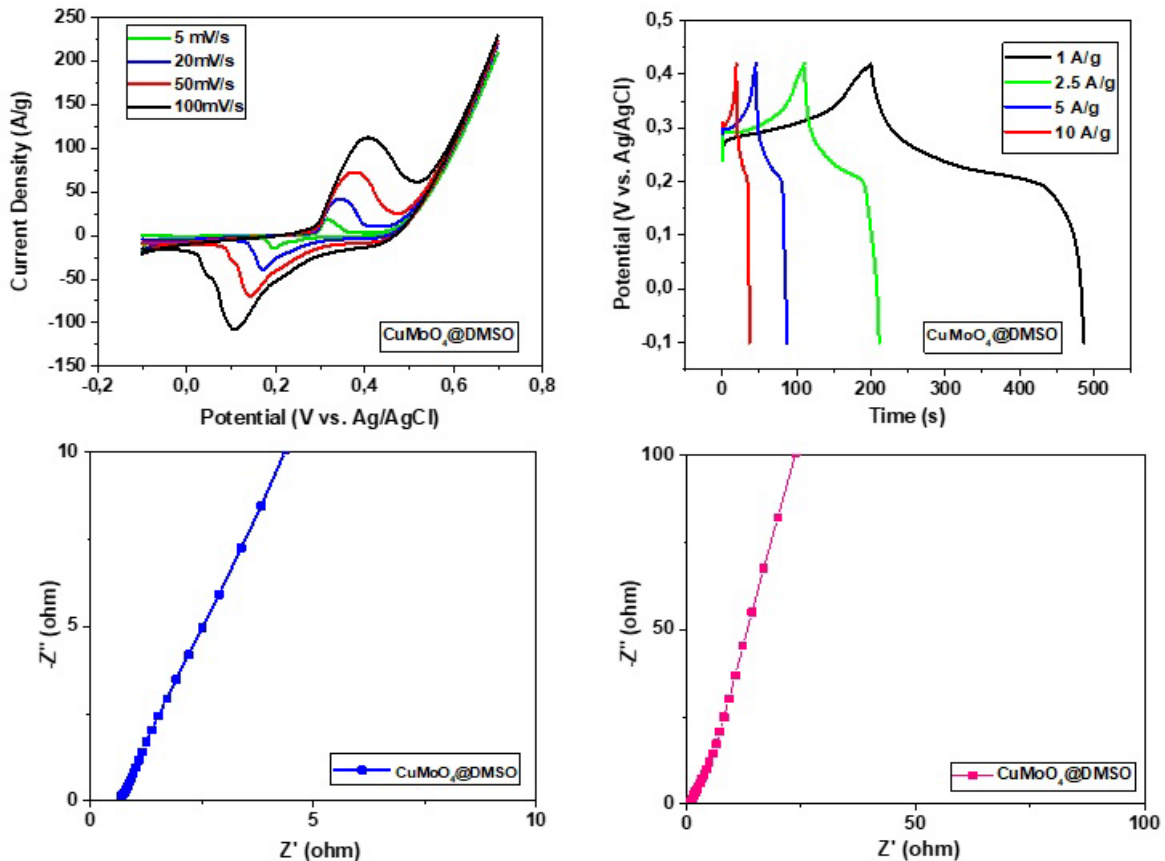 250
200
150
100
50
0
-50
-100
-150
Current Density (A/g)
5 mV/s
20mV/s
50mV/s
100mV/s
CuMoO₄@DMSO
-0,2 0,0 0,2 0,4 0,6 0,8
Potential (V vs. Ag/AgCl)
0,5
0,4
0,3
0,2
0,1
0,0
-0,1
Potential (V vs. Ag/AgCl)
1 A/g
2.5 A/g
5 A/g
10 A/g
CuMoO₄@DMSO
0 100 200 300 400 500
Time (s)
10
5
0
-Z" (ohm)
CuMoO₄@DMSO
0 5 10
Z' (ohm)
100
50
0
-Z" (ohm)
CuMoO₄@DMSO
0 50 100
Z' (ohm)